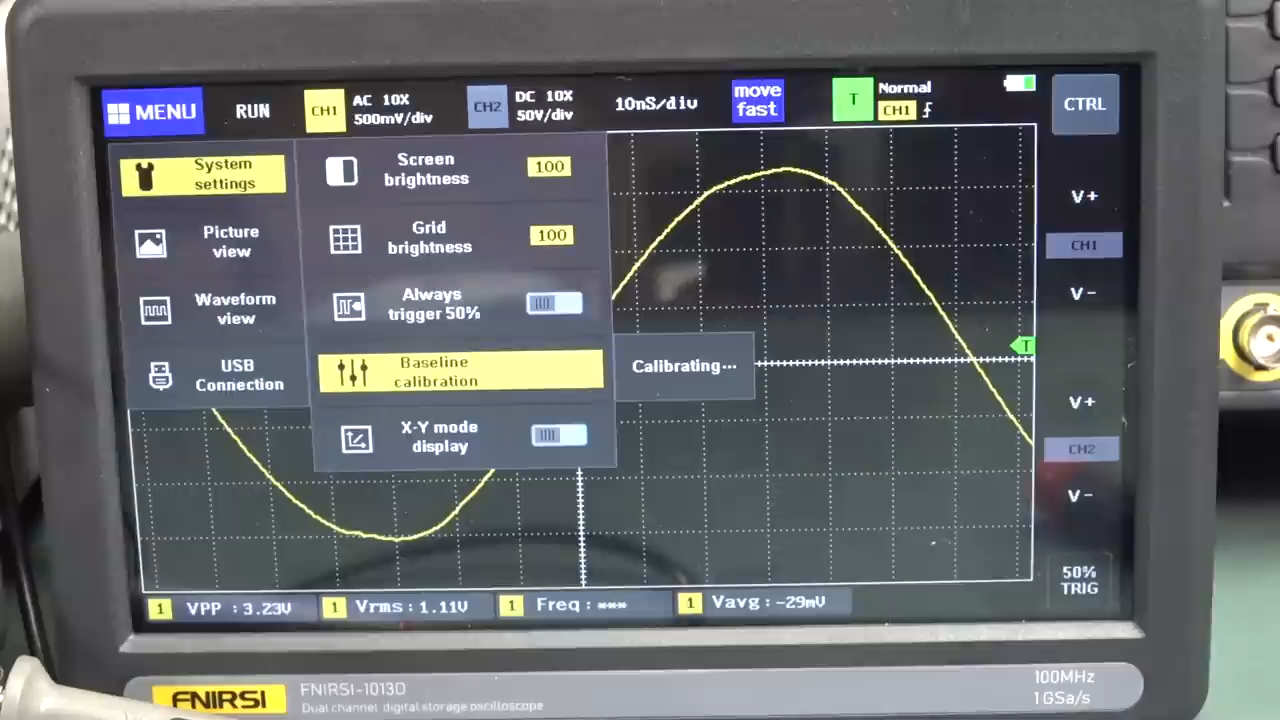 MENU
RUN
CH1
AC 10X
500mV/div
CH2
DC 10X
50V/div
10nS/div
move
fast
T
Normal
CH1
CTRL
System
settings
Picture
view
Waveform
view
USB
Connection
Screen
brightness
100
Grid
brightness
100
Always
trigger 50%
Baseline
calibration
Calibrating···
X-Y mode
display
T
V+
CH1
V-
V+
CH2
V-
50%
TRIG
1 VPP :3.23V
1 Vrms:1.11V
1 Freq:***
1 Vavg:-29mV
FNIRSI
FNIRSI-1013D
Dual channel digital storage oscilloscope
100MHz
1GSa/s